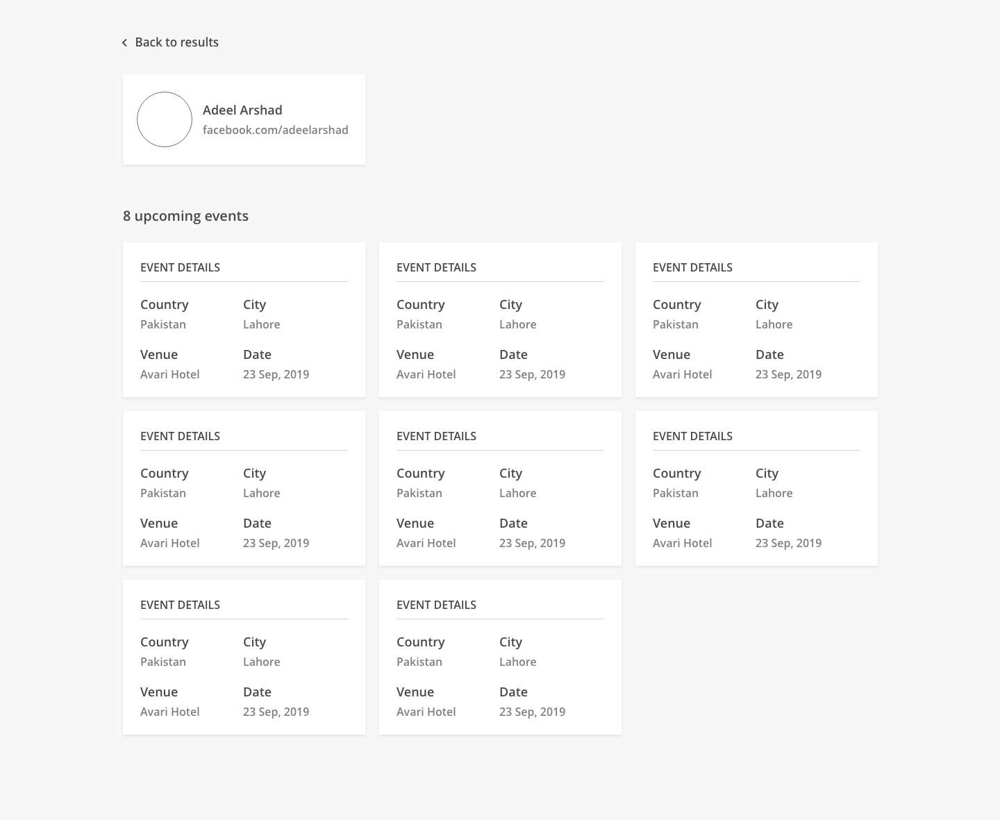 Back to results
Adeel Arshad
facebook.com/adeelarshad
8 upcoming events
EVENT DETAILS
Country City
Pakistan Lahore
Venue Date
Avari Hotel 23 Sep, 2019
EVENT DETAILS
Country City
Pakistan Lahore
Venue Date
Avari Hotel 23 Sep, 2019
EVENT DETAILS
Country City
Pakistan Lahore
Venue Date
Avari Hotel 23 Sep, 2019
EVENT DETAILS
Country City
Pakistan Lahore
Venue Date
Avari Hotel 23 Sep, 2019
EVENT DETAILS
Country City
Pakistan Lahore
Venue Date
Avari Hotel 23 Sep, 2019
EVENT DETAILS
Country City
Pakistan Lahore
Venue Date
Avari Hotel 23 Sep, 2019
EVENT DETAILS
Country City
Pakistan Lahore
Venue Date
Avari Hotel 23 Sep, 2019
EVENT DETAILS
Country City
Pakistan Lahore
Venue Date
Avari Hotel 23 Sep, 2019